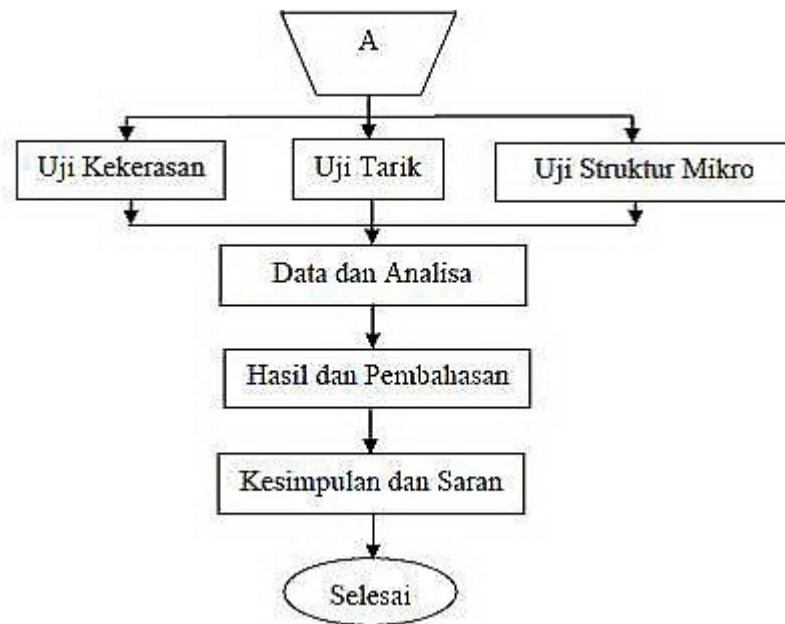 A
Uji Kekerasan
Uji Tarik
Uji Struktur Mikro
Data dan Analisa
Hasil dan Pembahasan
Kesimpulan dan Saran
Selesai